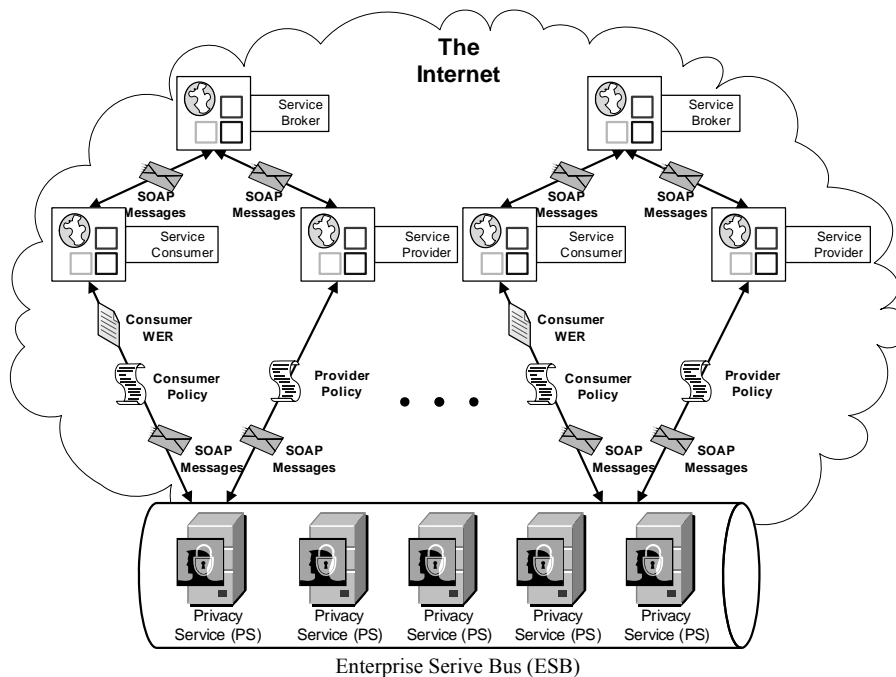 The
Internet
Service
Broker
Service
Broker
SOAP
Messages
SOAP
Messages
SOAP
Messages
SOAP
Messages
Service
Consumer
Service
Provider
Service
Consumer
Service
Provider
Consumer
WER
Consumer
WER
Consumer
Policy
Provider
Policy
Consumer
Policy
Provider
Policy
• • •
SOAP
Messages
SOAP
Messages
SOAP
Messages
SOAP
Messages
Privacy
Service (PS)
Privacy
Service (PS)
Privacy
Service (PS)
Privacy
Service (PS)
Privacy
Service (PS)
Enterprise Serive Bus (ESB)